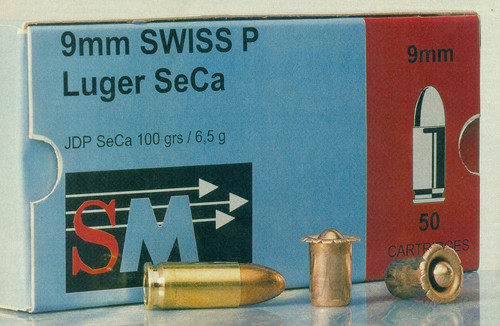 9mm SWISS P
Luger SeCa
JDP SeCa 100 grs / 6,5 g
SM
9mm
50
CARTRIDGES